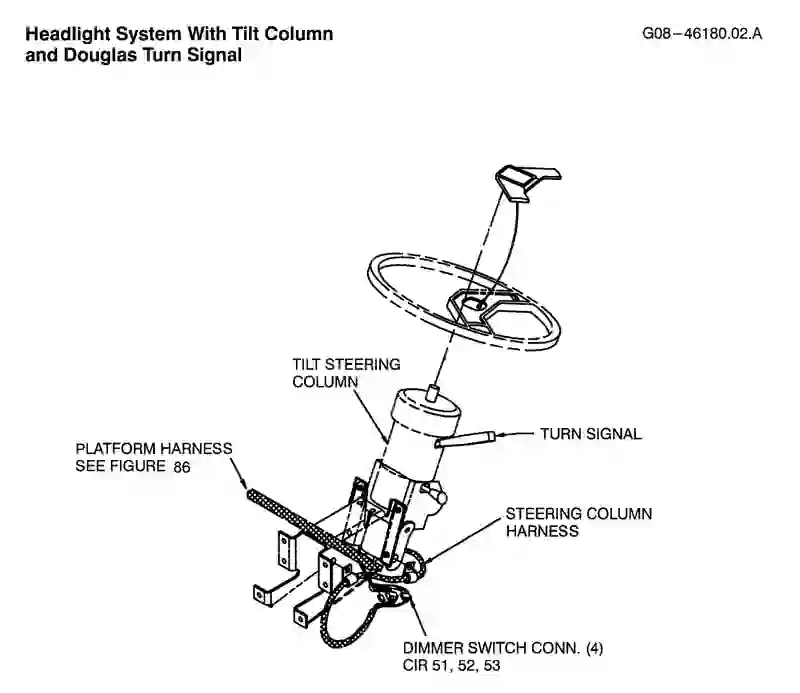 Headlight System With Tilt Column
and Douglas Turn Signal
G08-46180.02.A
TILT STEERING
COLUMN
TURN SIGNAL
PLATFORM HARNESS
SEE FIGURE 86
STEERING COLUMN
HARNESS
DIMMER SWITCH CONN. (4)
CIR 51, 52, 53